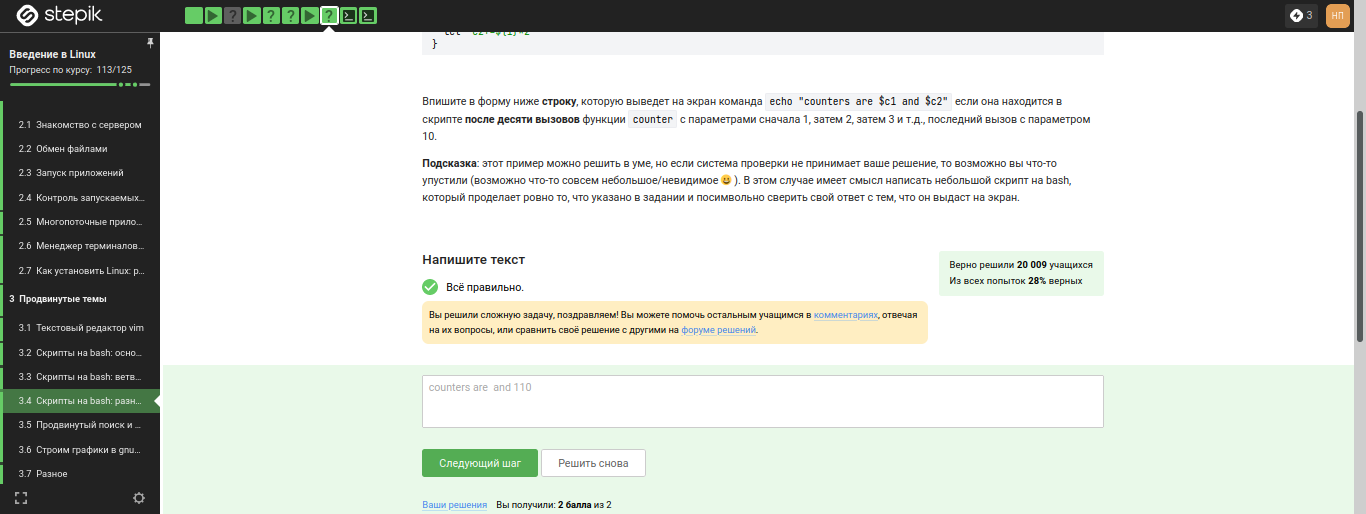 stepik
3
НП
Введение в Linux
Прогресс по курсу: 113/125
2.1 Знакомство с сервером
2.2 Обмен файлами
2.3 Запуск приложений
2.4 Контроль запускаемых...
2.5 Многопоточные прило...
2.6 Менеджер терминалов...
2.7 Как установить Linux: р...
3 Продвинутые темы
3.1 Текстовый редактор vim
3.2 Скрипты на bash: осно...
3.3 Скрипты на bash: ветв...
3.4 Скрипты на bash: разн...
3.5 Продвинутый поиск и ...
3.6 Строим графики в gnu...
3.7 Разное
}
Впишите в форму ниже строку, которую выведет на экран команда echo "counters are $c1 and $c2" если она находится в
скрипте после десяти вызовов функции counter с параметрами сначала 1, затем 2, затем 3 и т.д., последний вызов с параметром
10.
Подсказка: этот пример можно решить в уме, но если система проверки не принимает ваше решение, то возможно вы что-то
упустили (возможно что-то совсем небольшое/невидимое 😀 ). В этом случае имеет смысл написать небольшой скрипт на bash,
который проделает ровно то, что указано в задании и посимвольно сверить свой ответ с тем, что он выдаст на экран.
Напишите текст
Всё правильно.
Верно решили 20 009 учащихся
Из всех попыток 28% верных
Вы решили сложную задачу, поздравляем! Вы можете помочь остальным учащимся в комментариях, отвечая
на их вопросы, или сравнить своё решение с другими на форуме решений.
counters are  and 110
Следующий шаг
Решить снова
Ваши решения
Вы получили: 2 балла из 2